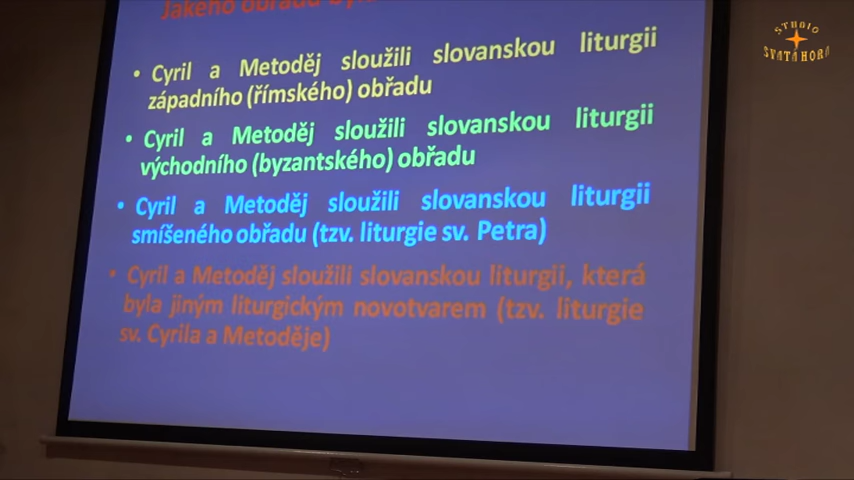 Jakého obřadu
• Cyril a Metoděj sloužili slovanskou liturgii
západního (římského) obřadu
• Cyril a Metoděj sloužili slovanskou liturgii
východního (byzantského) obřadu
• Cyril a Metoděj sloužili slovanskou liturgii
smíšeného obřadu (tzv. liturgie sv. Petra)
• Cyril a Metoděj sloužili slovanskou liturgii, která
byla jiným liturgickým novotvarem (tzv. liturgie
sv. Cyrila a Metoděje)
STUDIO
SVATÁ HORA